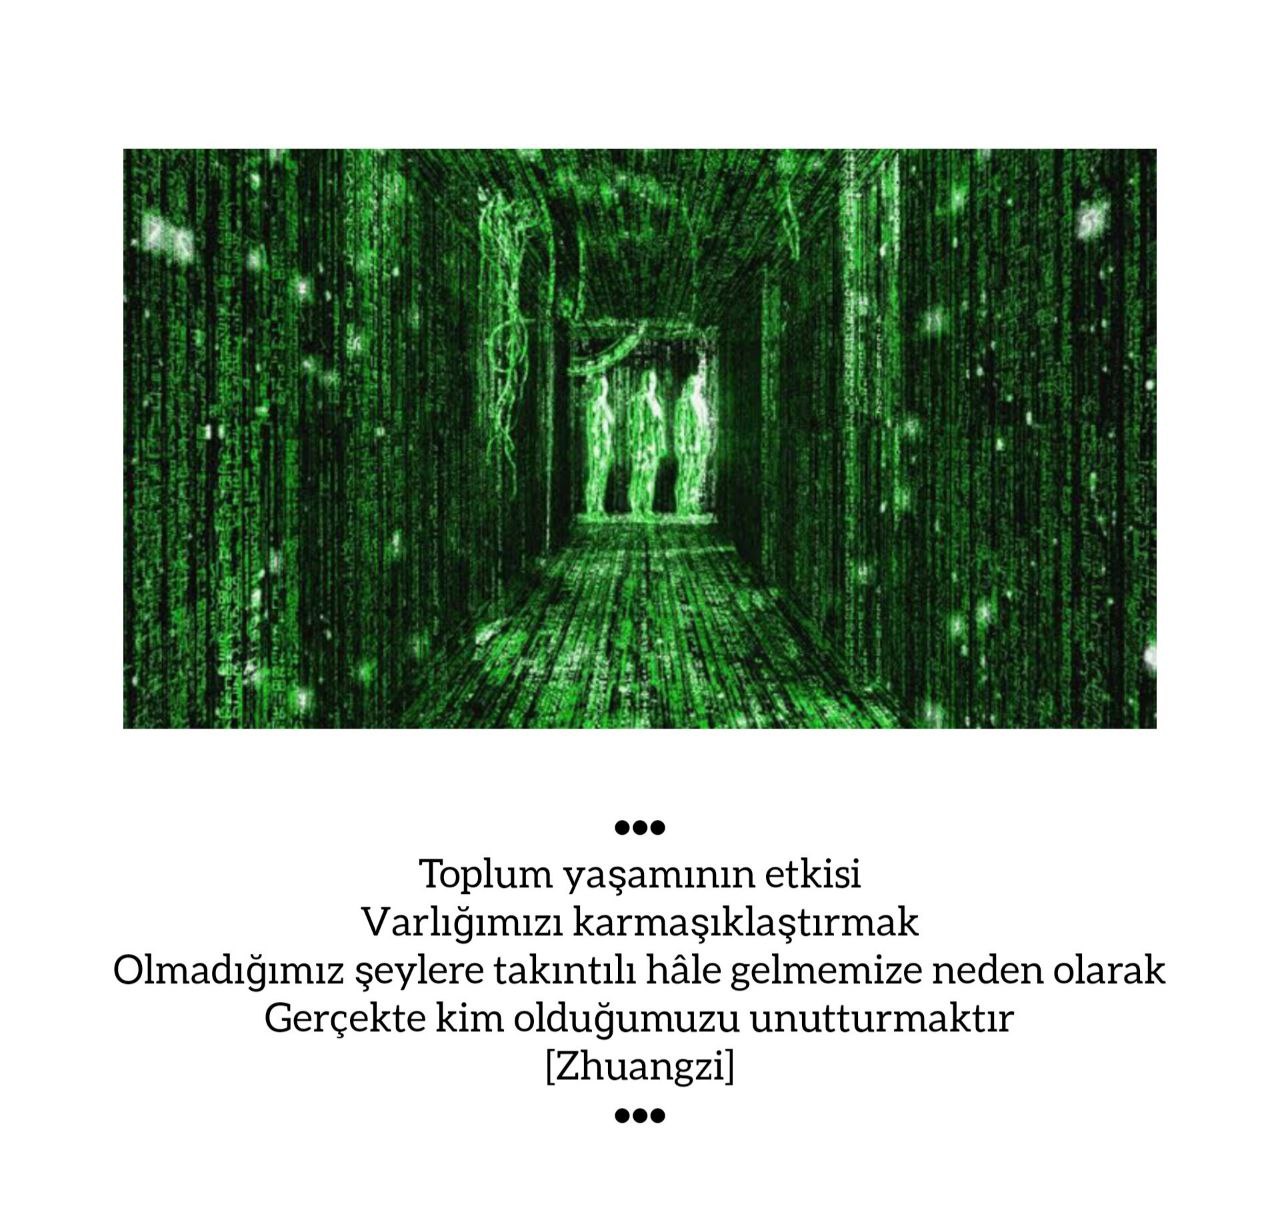 ●●●
Toplum yaşamının etkisi
Varlığımızı karmaşıklaştırmak
Olmadığımız şeylere takıntılı hâle gelmemize neden olarak
Gerçekte kim olduğumuzu unutturmaktır
[Zhuangzi]
●●●